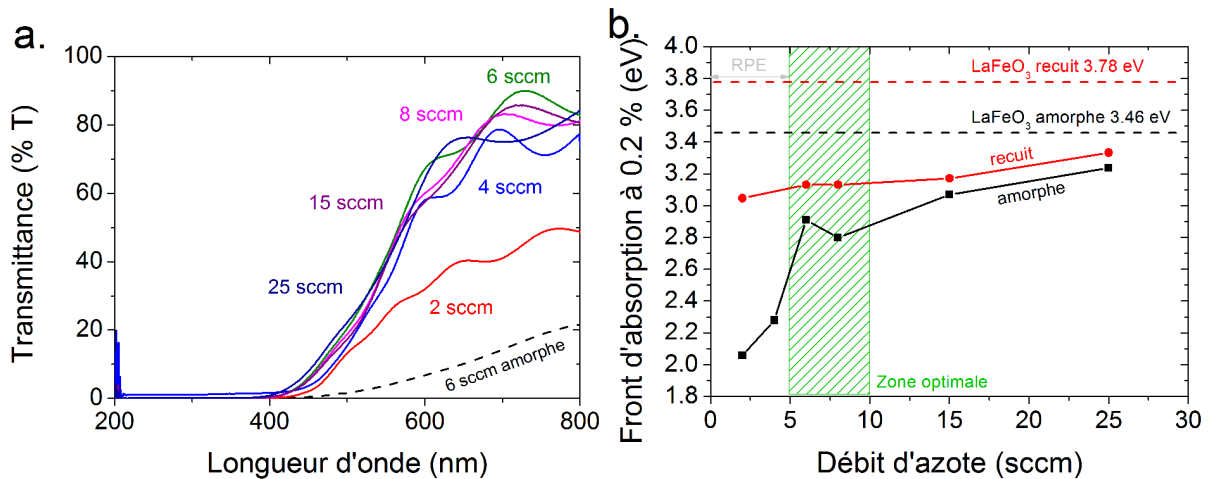 a.
100
80
60
40
20
0
200
400
600
800
Transmittance (% T)
Longueur d'onde (nm)
6 sccm
8 sccm
4 sccm
15 sccm
25 sccm
2 sccm
6 sccm amorphe
b.
4.0
3.8
3.6
3.4
3.2
3.0
2.8
2.6
2.4
2.2
2.0
1.8
0
5
10
15
20
25
30
Front d'absorption à 0.2 % (eV)
Débit d'azote (sccm)
RPE
LaFeO₃ recuit 3.78 eV
LaFeO₃ amorphe 3.46 eV
recuit
amorphe
Zone optimale